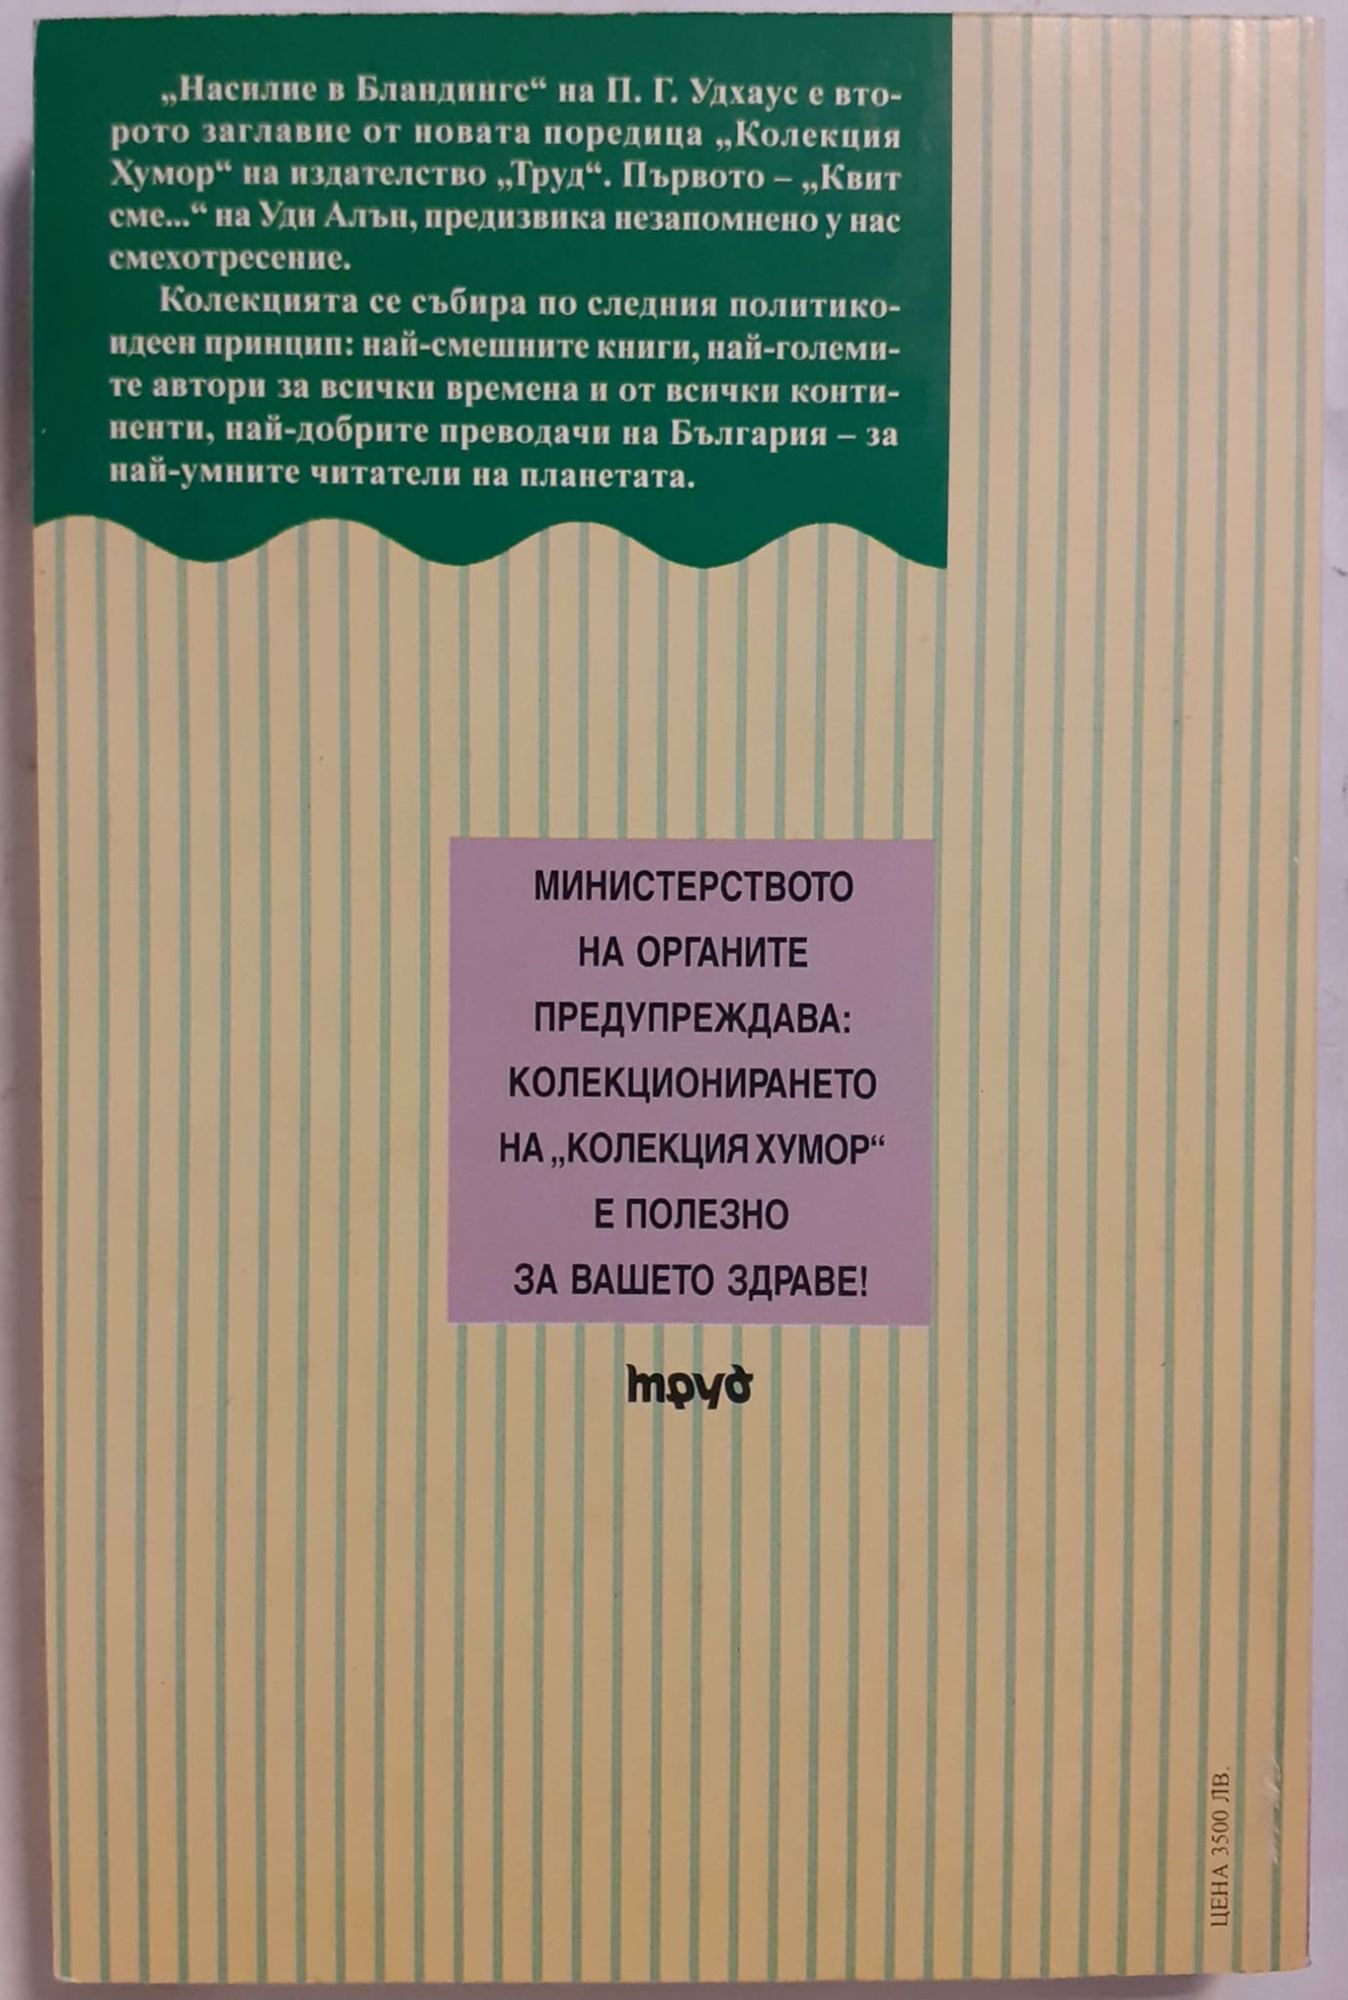 „Насилие в Бландингс“ на П. Г. Удхаус е вто-
рото заглавие от новата поредица „Колекция
Хумор“ на издателство „Труд“. Първото – „Квит
сме...“ на Уди Алън, предизвика незапомнено у нас
смехотресение.
Колекцията се събира по следния политико-
идеен принцип: най-смешните книги, най-големи-
те автори за всички времена и от всички конти-
ненти, най-добрите преводачи на България – за
най-умните читатели на планетата.
МИНИСТЕРСТВОТО
НА ОРГАНИТЕ
ПРЕДУПРЕЖДАВА:
КОЛЕКЦИОНИРАНЕТО
НА „КОЛЕКЦИЯ ХУМОР“
Е ПОЛЕЗНО
ЗА ВАШЕТО ЗДРАВЕ!
труд
ЦЕНА 3500 ЛВ.